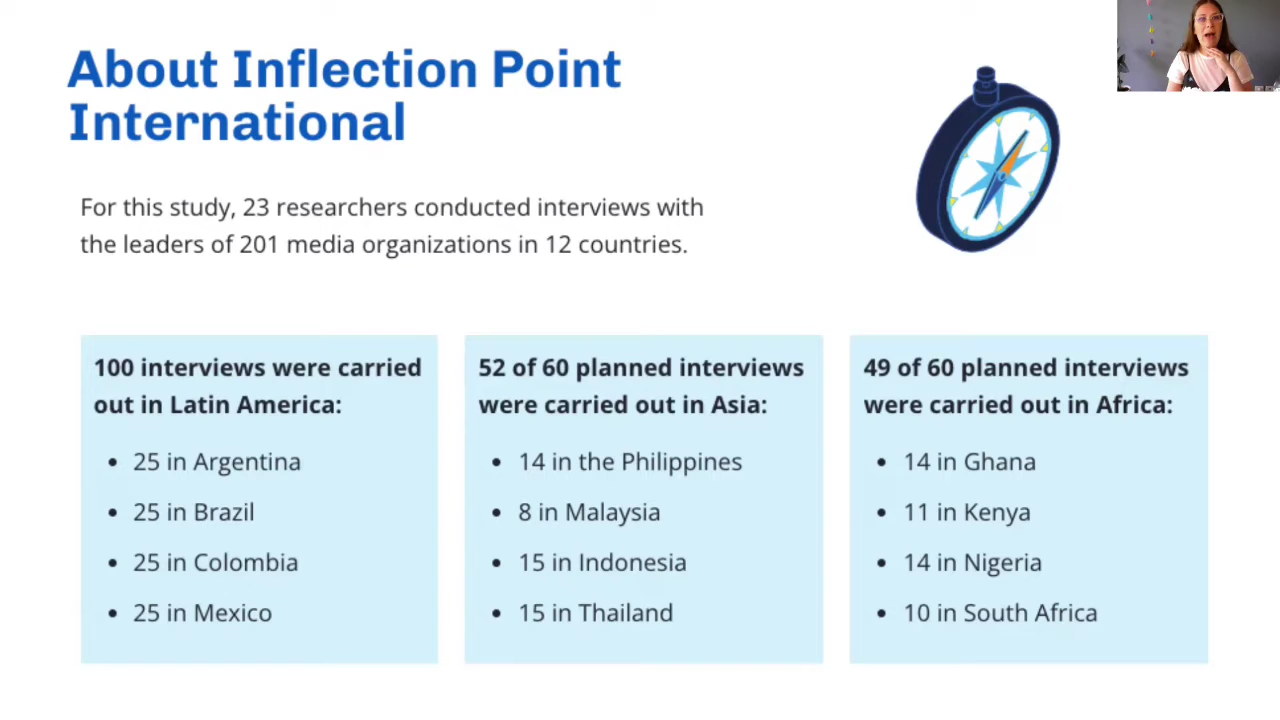 About Inflection Point
International
For this study, 23 researchers conducted interviews with
the leaders of 201 media organizations in 12 countries.
100 interviews were carried
out in Latin America:
• 25 in Argentina
• 25 in Brazil
• 25 in Colombia
• 25 in Mexico
52 of 60 planned interviews
were carried out in Asia:
• 14 in the Philippines
• 8 in Malaysia
• 15 in Indonesia
• 15 in Thailand
49 of 60 planned interviews
were carried out in Africa:
• 14 in Ghana
• 11 in Kenya
• 14 in Nigeria
• 10 in South Africa